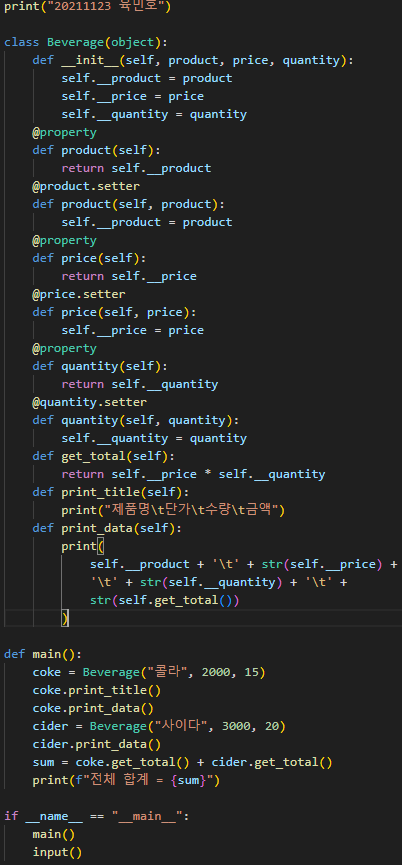 print("20211123 육민호")

class Beverage(object):
    def __init__(self, product, price, quantity):
        self.__product = product
        self.__price = price
        self.__quantity = quantity
    @property
    def product(self):
        return self.__product
    @product.setter
    def product(self, product):
        self.__product = product
    @property
    def price(self):
        return self.__price
    @price.setter
    def price(self, price):
        self.__price = price
    @property
    def quantity(self):
        return self.__quantity
    @quantity.setter
    def quantity(self, quantity):
        self.__quantity = quantity
    def get_total(self):
        return self.__price * self.__quantity
    def print_title(self):
        print("제품명\t단가\t수량\t금액")
    def print_data(self):
        print(
            self.__product + '\t' + str(self.__price) +
            '\t' + str(self.__quantity) + '\t' +
            str(self.get_total())
        )

def main():
    coke = Beverage("콜라", 2000, 15)
    coke.print_title()
    coke.print_data()
    cider = Beverage("사이다", 3000, 20)
    cider.print_data()
    sum = coke.get_total() + cider.get_total()
    print(f"전체 합계 = {sum}")

if __name__ == "__main__":
    main()
    input()